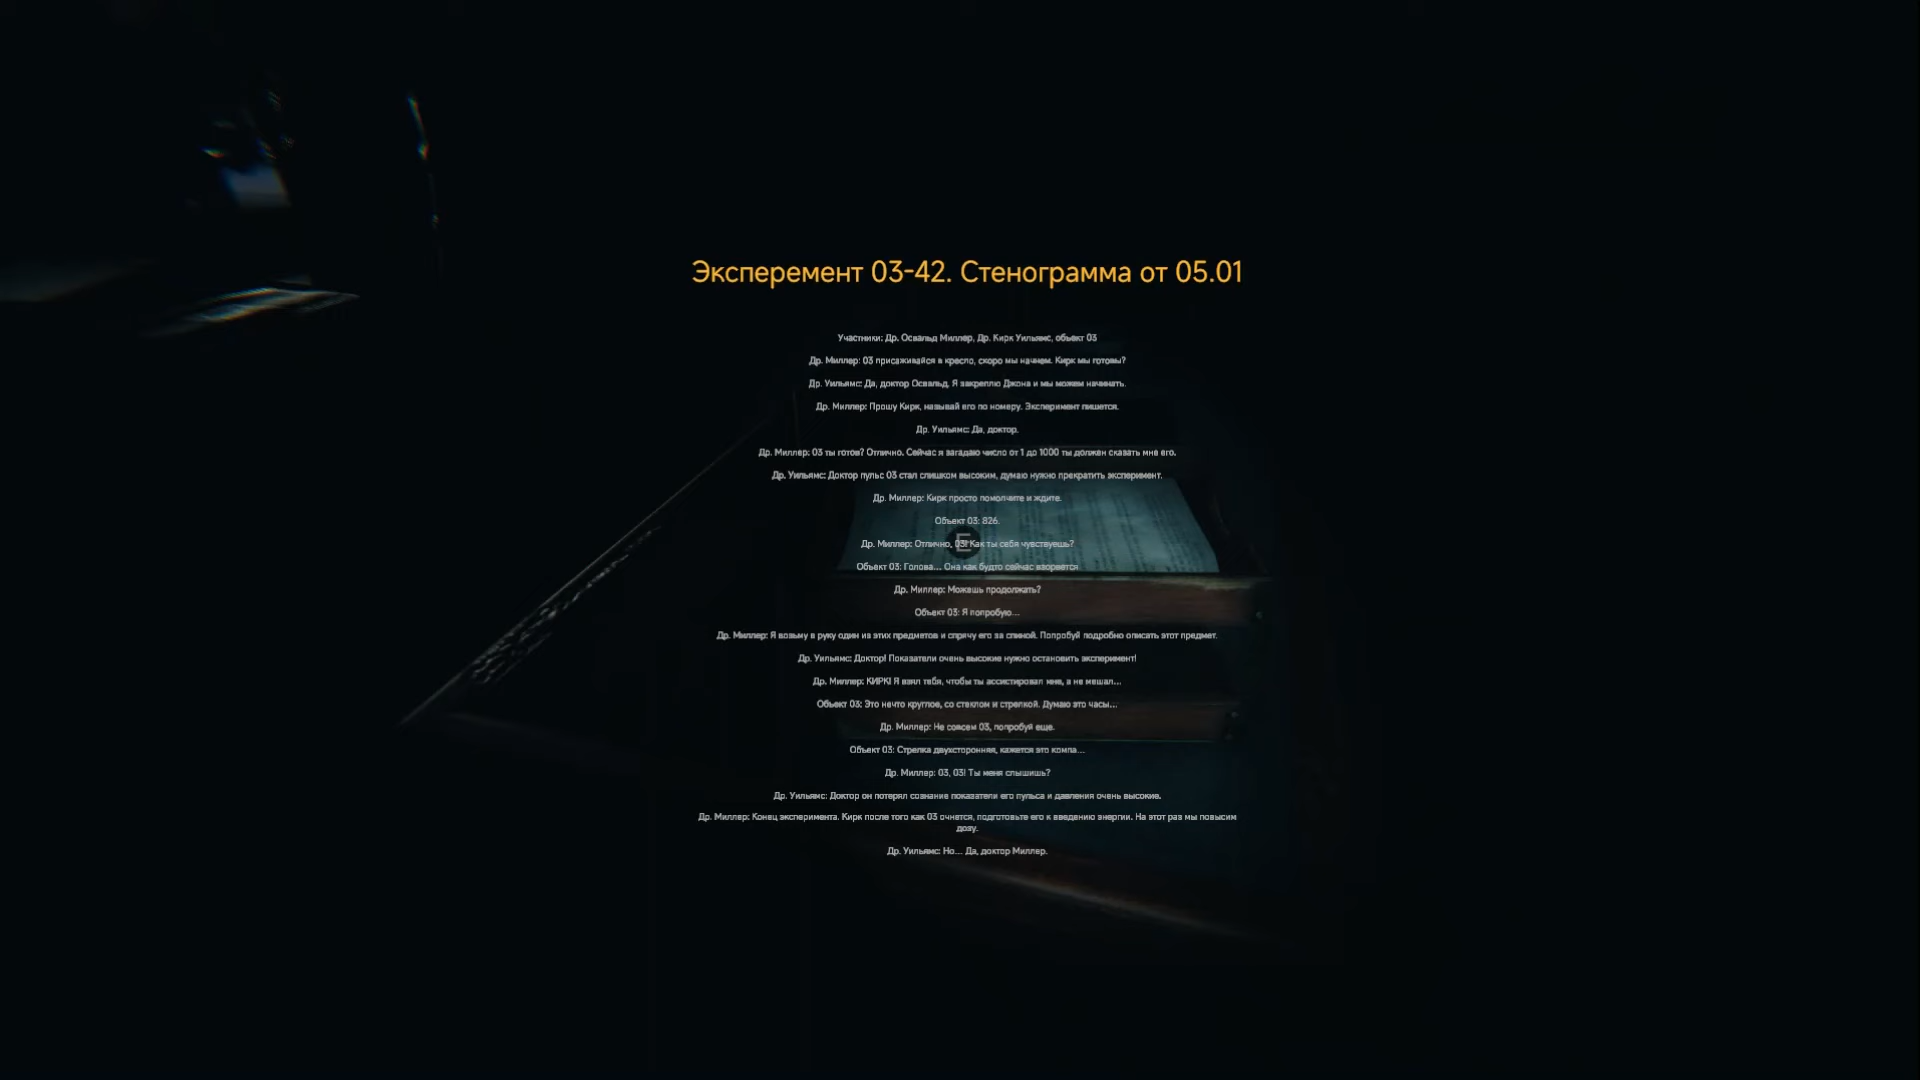 Эксперемент 03-42. Стенограмма от 05.01
Участники: Др. Освальд Миллер, Др. Кирк Уильямс, объект 03
Др. Миллер: 03 присаживайся в кресло, скоро мы начнем. Кирк мы готовы?
Др. Уильямс: Да, доктор Освальд. Я закреплю Джона и мы можем начинать.
Др. Миллер: Прошу Кирк, называй его по номеру. Эксперимент пишется.
Др. Уильямс: Да, доктор.
Др. Миллер: 03 ты готов? Отлично. Сейчас я загадаю число от 1 до 1000 ты должен сказать мне его.
Др. Уильямс: Доктор пульс 03 стал слишком высоким, думаю нужно прекратить эксперимент.
Др. Миллер: Кирк просто помолчите и ждите.
Объект 03: 826.
Др. Миллер: Отлично, 03! Как ты себя чувствуешь?
E
Объект 03: Голова... Она как будто сейчас взорвется
Др. Миллер: Можешь продолжать?
Объект 03: Я попробую...
Др. Миллер: Я возьму в руку один из этих предметов и спрячу его за спиной. Попробуй подробно описать этот предмет.
Др. Уильямс: Доктор! Показатели очень высокие нужно остановить эксперимент!
Др. Миллер: КИРК! Я взял тебя, чтобы ты ассистировал мне, а не мешал...
Объект 03: Это нечто круглое, со стеклом и стрелкой. Думаю это часы...
Др. Миллер: Не совсем 03, попробуй еще.
Объект 03: Стрелка двухсторонняя, кажется это компа...
Др. Миллер: 03, 03! Ты меня слышишь?
Др. Уильямс: Доктор он потерял сознание показатели его пульса и давления очень высокие.
Др. Миллер: Конец эксперимента. Кирк после того как 03 очнется, подготовьте его к введению энергии. На этот раз мы повысим
дозу.
Др. Уильямс: Но... Да, доктор Миллер.